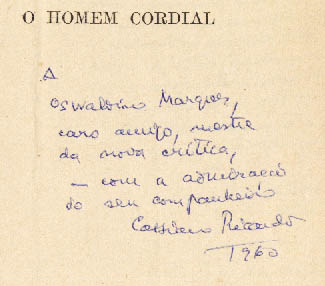 O HOMEM CORDIAL
A
Oswaldino Marques,
caro amigo, mestre
da nova crítica,
— com a admiração
do seu companheiro
Cassiano Ricardo
1960